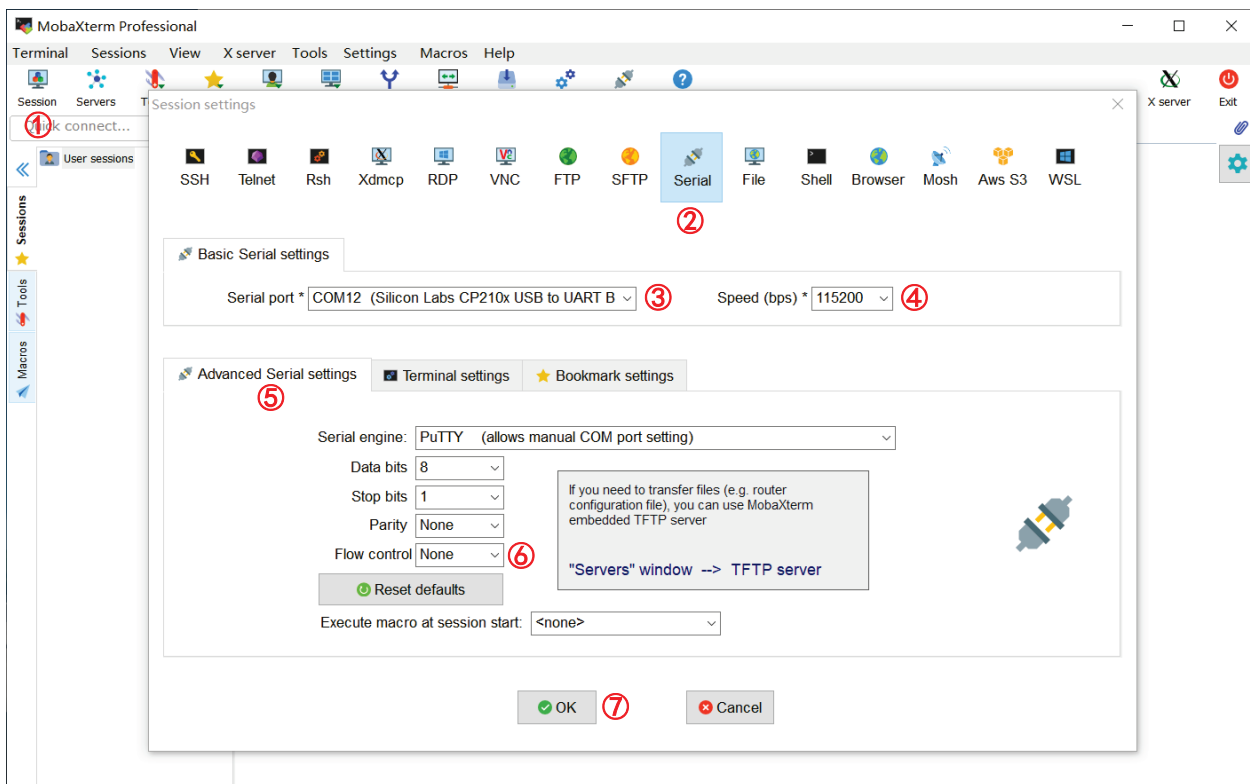 MobaXterm Professional
Terminal Sessions View X server Tools Settings Macros Help
Session Servers T X server Exit
①
Quick connect...
User sessions
Sessions
Tools
Macros
Session settings
SSH Telnet Rsh Xdmcp RDP VNC FTP SFTP Serial File Shell Browser Mosh Aws S3 WSL
②
Basic Serial settings
Serial port * COM12 (Silicon Labs CP210x USB to UART B ③ Speed (bps) * 115200 ④
Advanced Serial settings Terminal settings Bookmark settings
⑤
Serial engine: PuTTY (allows manual COM port setting)
Data bits 8
Stop bits 1
Parity None
Flow control None ⑥
Reset defaults
If you need to transfer files (e.g. router
configuration file), you can use MobaXterm
embedded TFTP server
"Servers" window --> TFTP server
Execute macro at session start: <none>
OK ⑦ Cancel